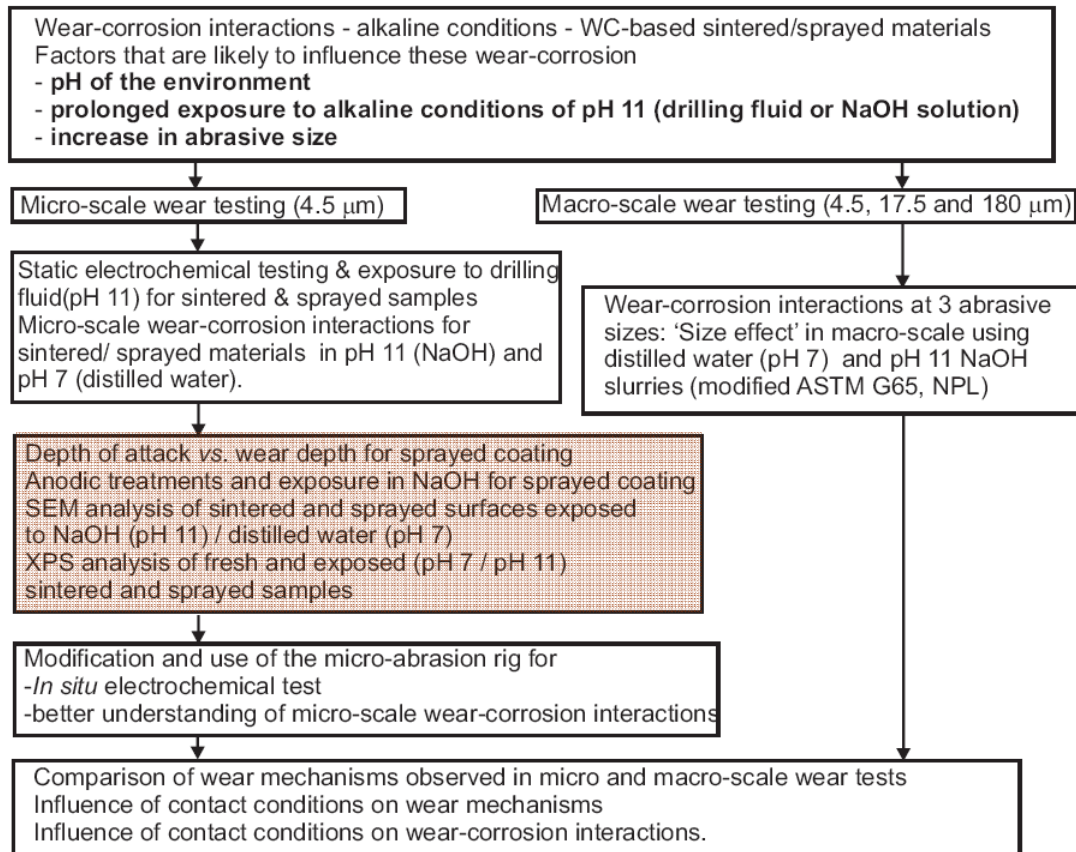 Wear-corrosion interactions - alkaline conditions - WC-based sintered/sprayed materials
Factors that are likely to influence these wear-corrosion
- pH of the environment
- prolonged exposure to alkaline conditions of pH 11 (drilling fluid or NaOH solution)
- increase in abrasive size
Micro-scale wear testing (4.5 μm)
Macro-scale wear testing (4.5, 17.5 and 180 μm)
Static electrochemical testing & exposure to drilling
fluid(pH 11) for sintered & sprayed samples
Micro-scale wear-corrosion interactions for
sintered/ sprayed materials in pH 11 (NaOH) and
pH 7 (distilled water).
Wear-corrosion interactions at 3 abrasive
sizes: ‘Size effect’ in macro-scale using
distilled water (pH 7) and pH 11 NaOH
slurries (modified ASTM G65, NPL)
Depth of attack vs. wear depth for sprayed coating
Anodic treatments and exposure in NaOH for sprayed coating
SEM analysis of sintered and sprayed surfaces exposed
to NaOH (pH 11) / distilled water (pH 7)
XPS analysis of fresh and exposed (pH 7 / pH 11)
sintered and sprayed samples
Modification and use of the micro-abrasion rig for
-In situ electrochemical test
-better understanding of micro-scale wear-corrosion interactions
Comparison of wear mechanisms observed in micro and macro-scale wear tests
Influence of contact conditions on wear mechanisms
Influence of contact conditions on wear-corrosion interactions.